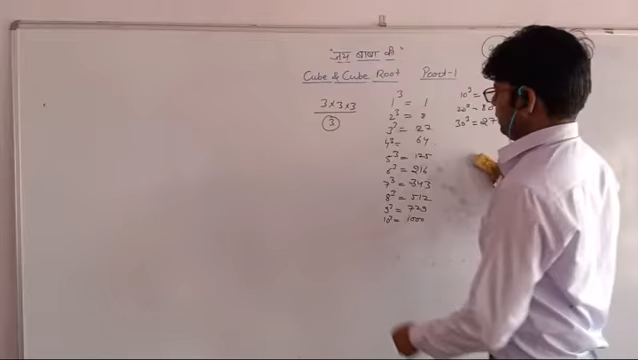 "जय बाबा की"
Cube & Cube Root Part-1
3×3×3
3
1³ = 1
2³ = 8
3³ = 27
4³ = 64
5³ = 125
6³ = 216
7³ = 343
8³ = 512
9³ = 729
10³ = 1000
10³ =
20³ = 80
30³ = 27